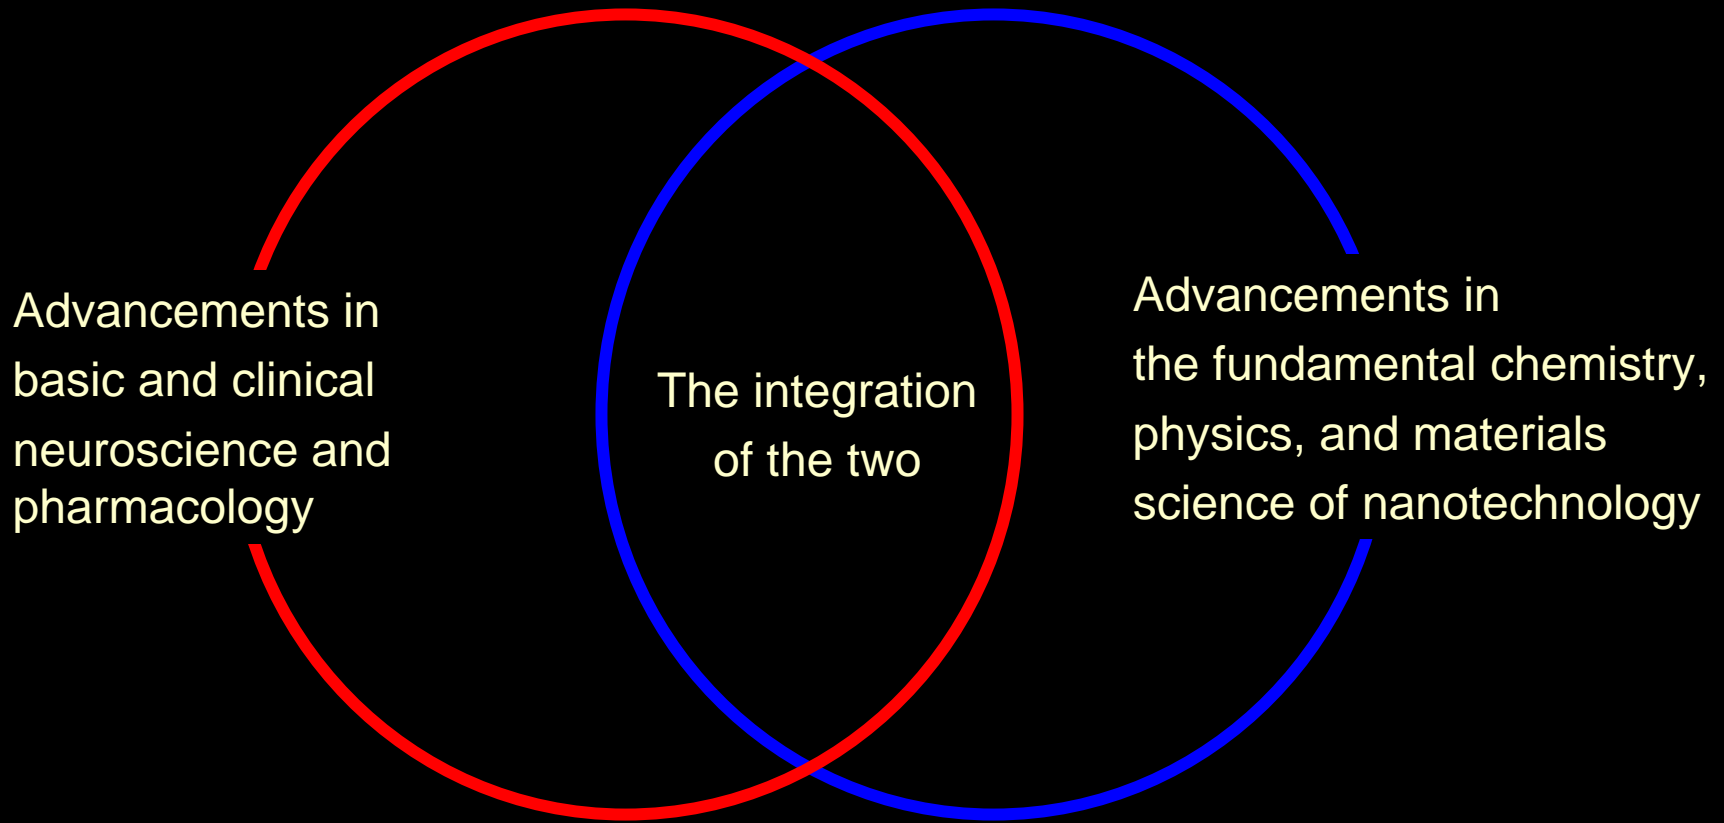 Advancements in
basic and clinical
neuroscience and
pharmacology
The integration
of the two
Advancements in
the fundamental chemistry,
physics, and materials
science of nanotechnology